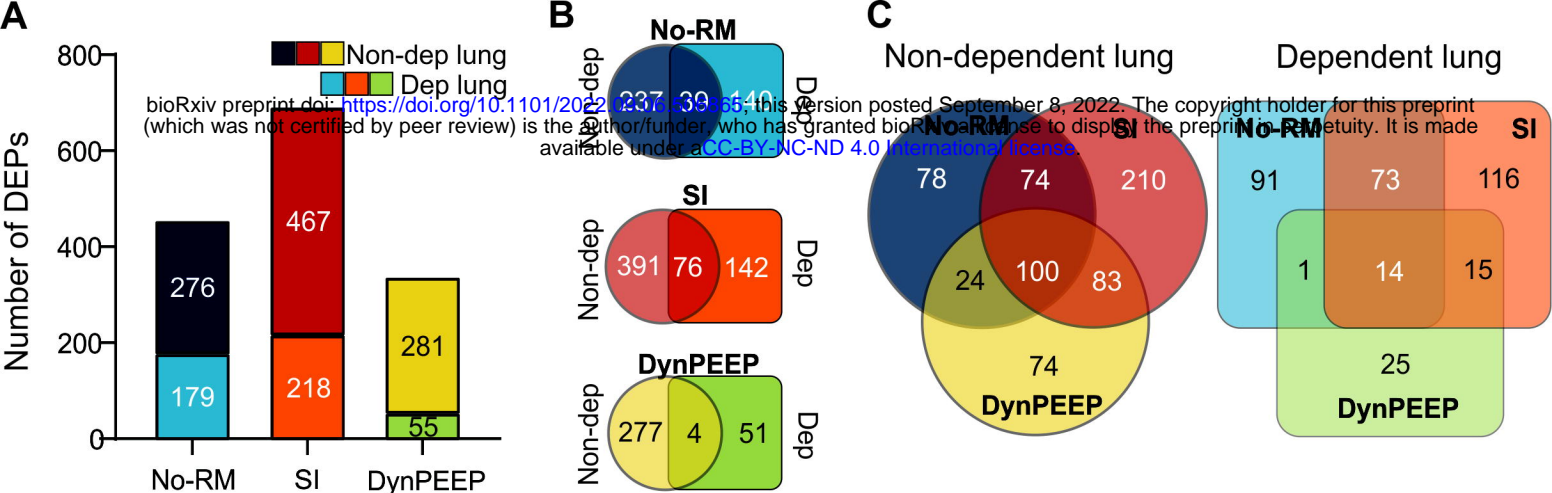 A
B
C
800
600
400
200
0
Number of DEPs
Non-dep lung
Dep lung
276
179
467
218
281
55
No-RM
SI
DynPEEP
bioRxiv preprint doi: https://doi.org/10.1101/2022.09.06.; this version posted September 8, 2022. The copyright holder for this preprint
(which was not certified by peer review) is the author/funder, who has granted bioRxiv a license to display the preprint in perpetuity. It is made
available under aCC-BY-NC-ND 4.0 International license.
No-RM
Non-dep
237
39
140
Dep
SI
Non-dep
391
76
142
Dep
DynPEEP
Non-dep
277
4
51
Dep
Non-dependent lung
No-RM
SI
78
74
210
24
100
83
74
DynPEEP
Dependent lung
No-RM
SI
91
73
116
1
14
15
25
DynPEEP